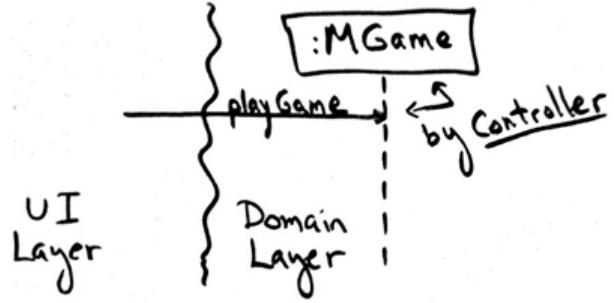 :MGame
playGame
by Controller
UI
Layer
Domain
Layer